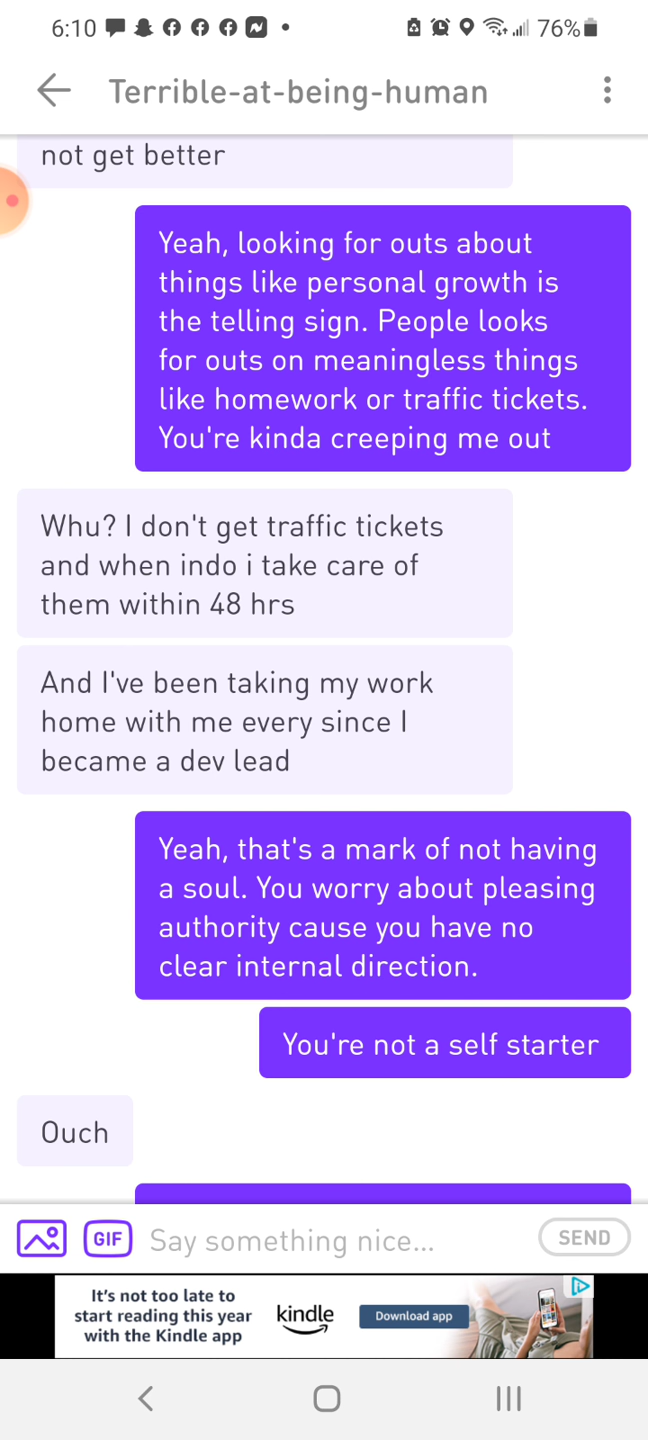 6:10
76%
Terrible-at-being-human
not get better
Yeah, looking for outs about
things like personal growth is
the telling sign. People looks
for outs on meaningless things
like homework or traffic tickets.
You're kinda creeping me out
Whu? I don't get traffic tickets
and when indo i take care of
them within 48 hrs
And I've been taking my work
home with me every since I
became a dev lead
Yeah, that's a mark of not having
a soul. You worry about pleasing
authority cause you have no
clear internal direction.
You're not a self starter
Ouch
GIF
Say something nice...
SEND
It's not too late to
start reading this year
with the Kindle app
kindle
Download app